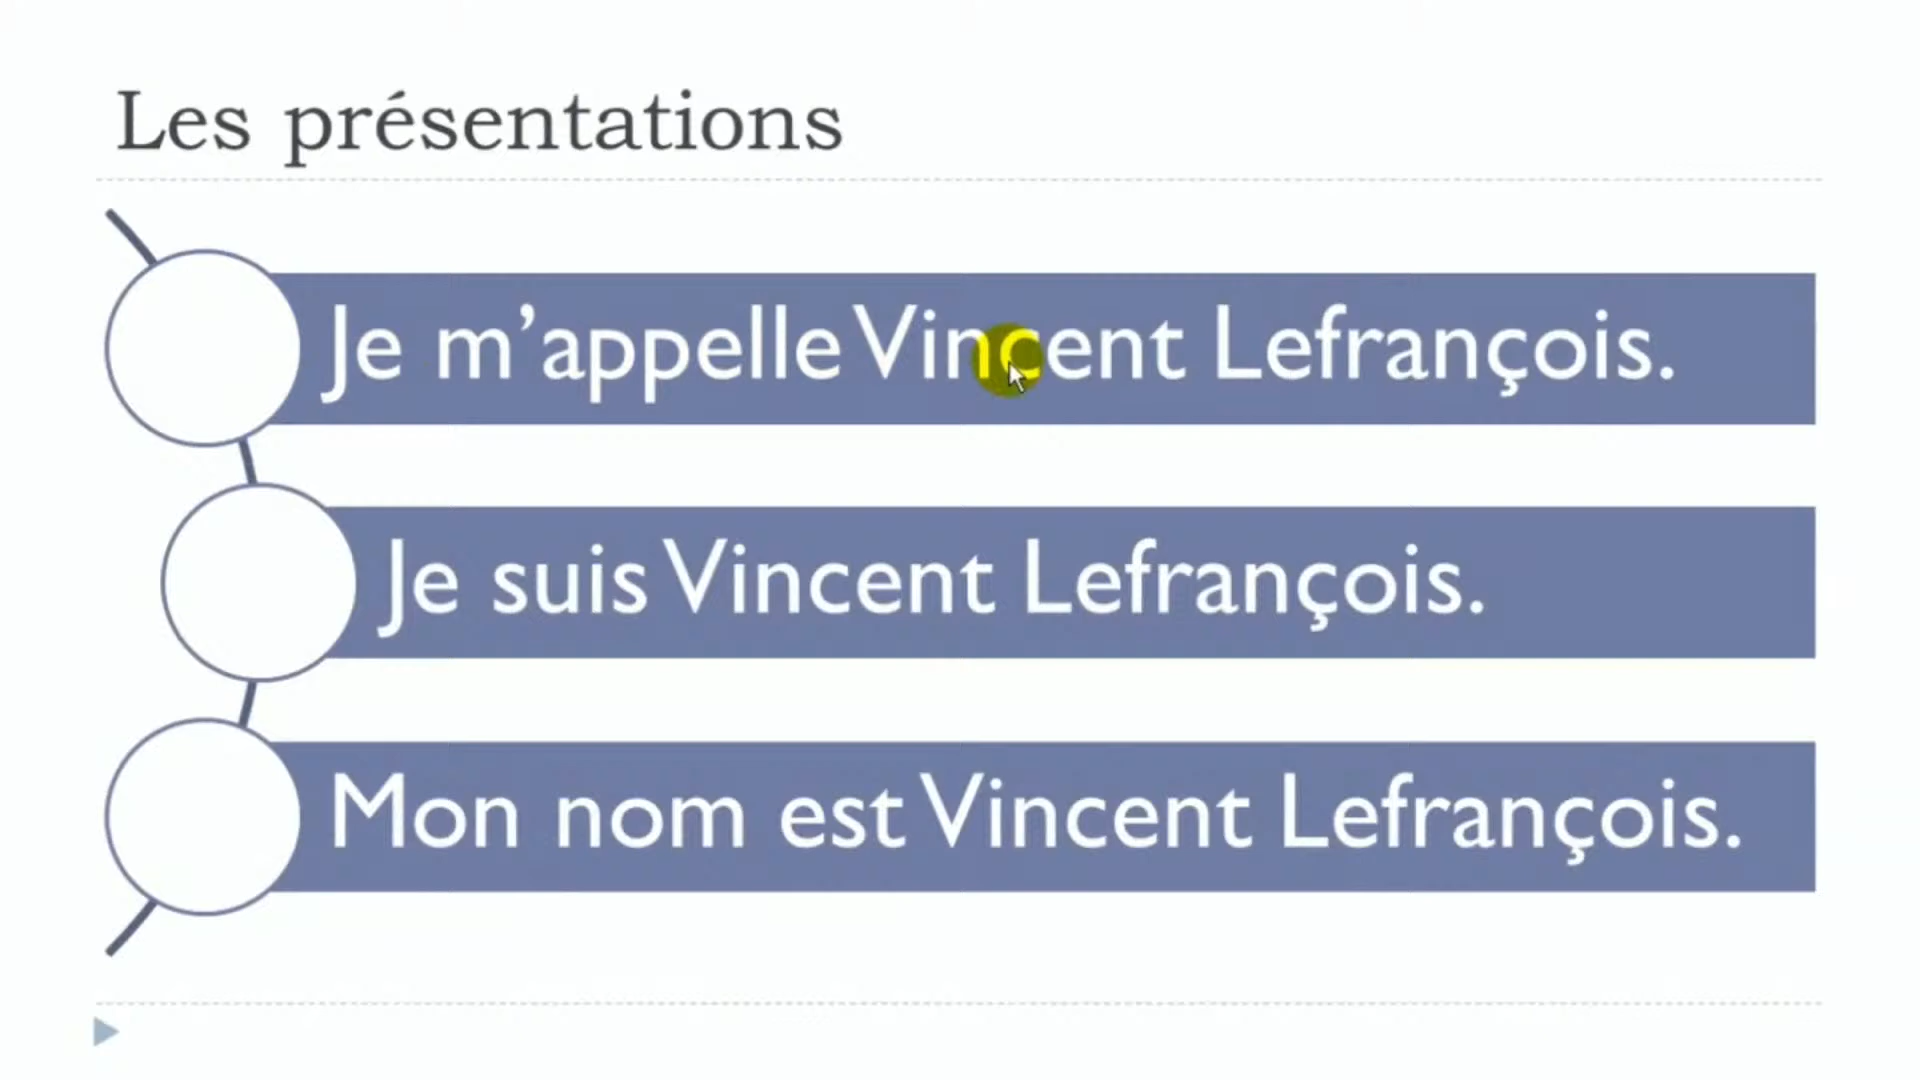 Les présentations
Je m’appelle Vincent Lefrançois.
Je suis Vincent Lefrançois.
Mon nom est Vincent Lefrançois.